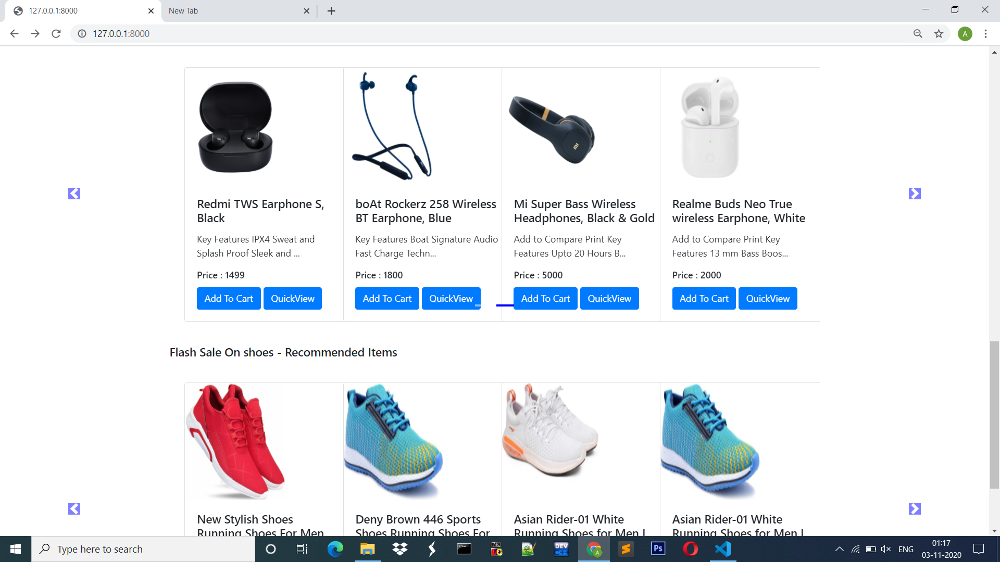 127.0.0.1:8000
New Tab
127.0.0.1:8000
A
Redmi TWS Earphone S,
Black
Key Features IPX4 Sweat and
Splash Proof Sleek and ...
Price : 1499
Add To Cart
QuickView
boAt Rockerz 258 Wireless
BT Earphone, Blue
Key Features Boat Signature Audio
Fast Charge Techn...
Price : 1800
Add To Cart
QuickView
Mi Super Bass Wireless
Headphones, Black & Gold
Add to Compare Print Key
Features Upto 20 Hours B...
Price : 5000
Add To Cart
QuickView
Realme Buds Neo True
wireless Earphone, White
Add to Compare Print Key
Features 13 mm Bass Boos...
Price : 2000
Add To Cart
QuickView
Flash Sale On shoes - Recommended Items
New Stylish Shoes
Running Shoes For Men
Deny Brown 446 Sports
Shoes Running Shoes For
Asian Rider-01 White
Running Shoes for Men I
Asian Rider-01 White
Running Shoes for Men I
Type here to search
MS
DEV
C++
A
Ps
ENG
01:17
03-11-2020